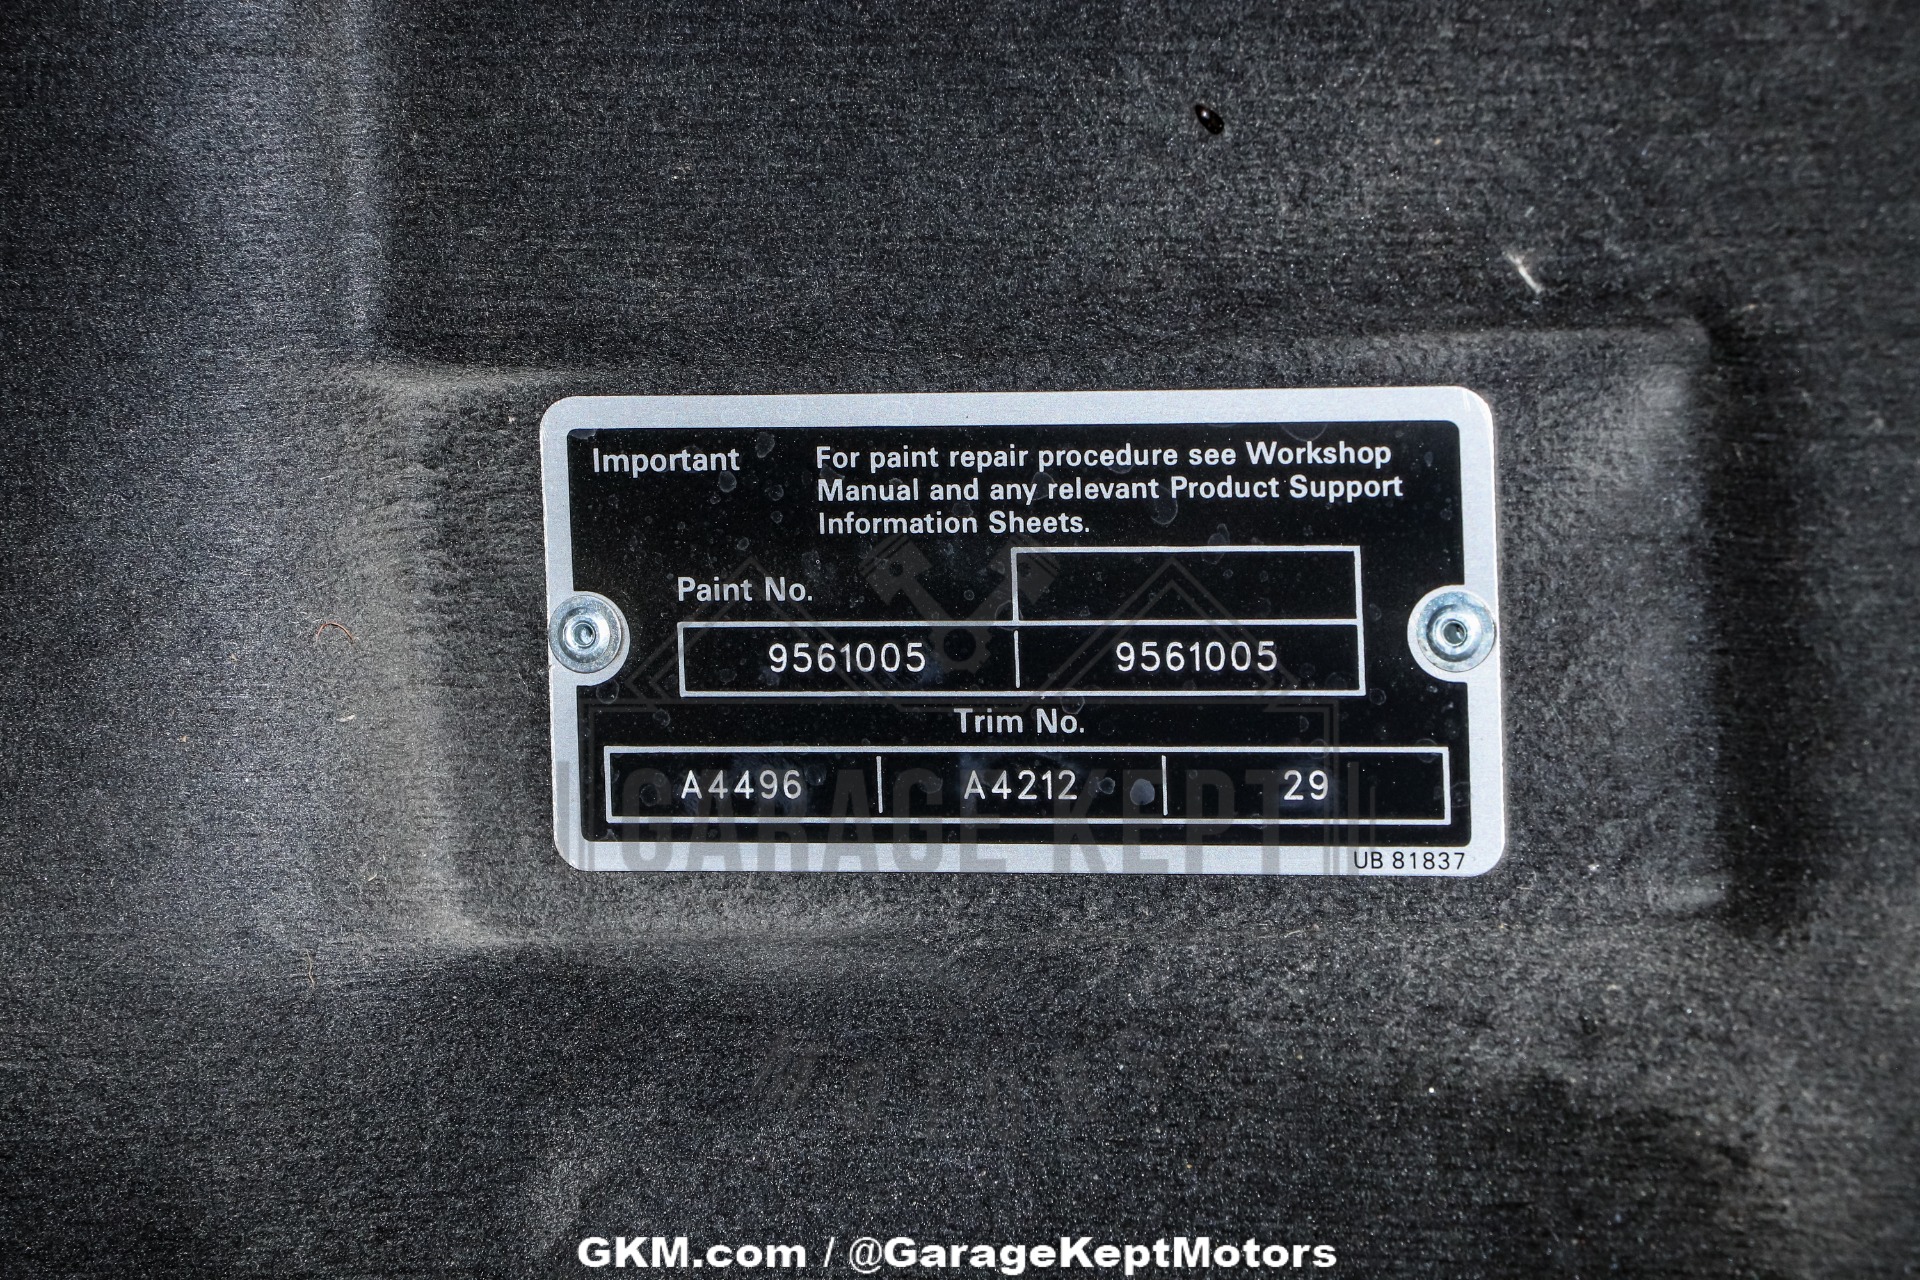 Important For paint repair procedure see Workshop
Manual and any relevant Product Support
Information Sheets.
Paint No.
9561005 9561005
Trim No.
A4496 A4212 29
UB 81837
GARAGE KEPT
GKM.com / @GarageKeptMotors